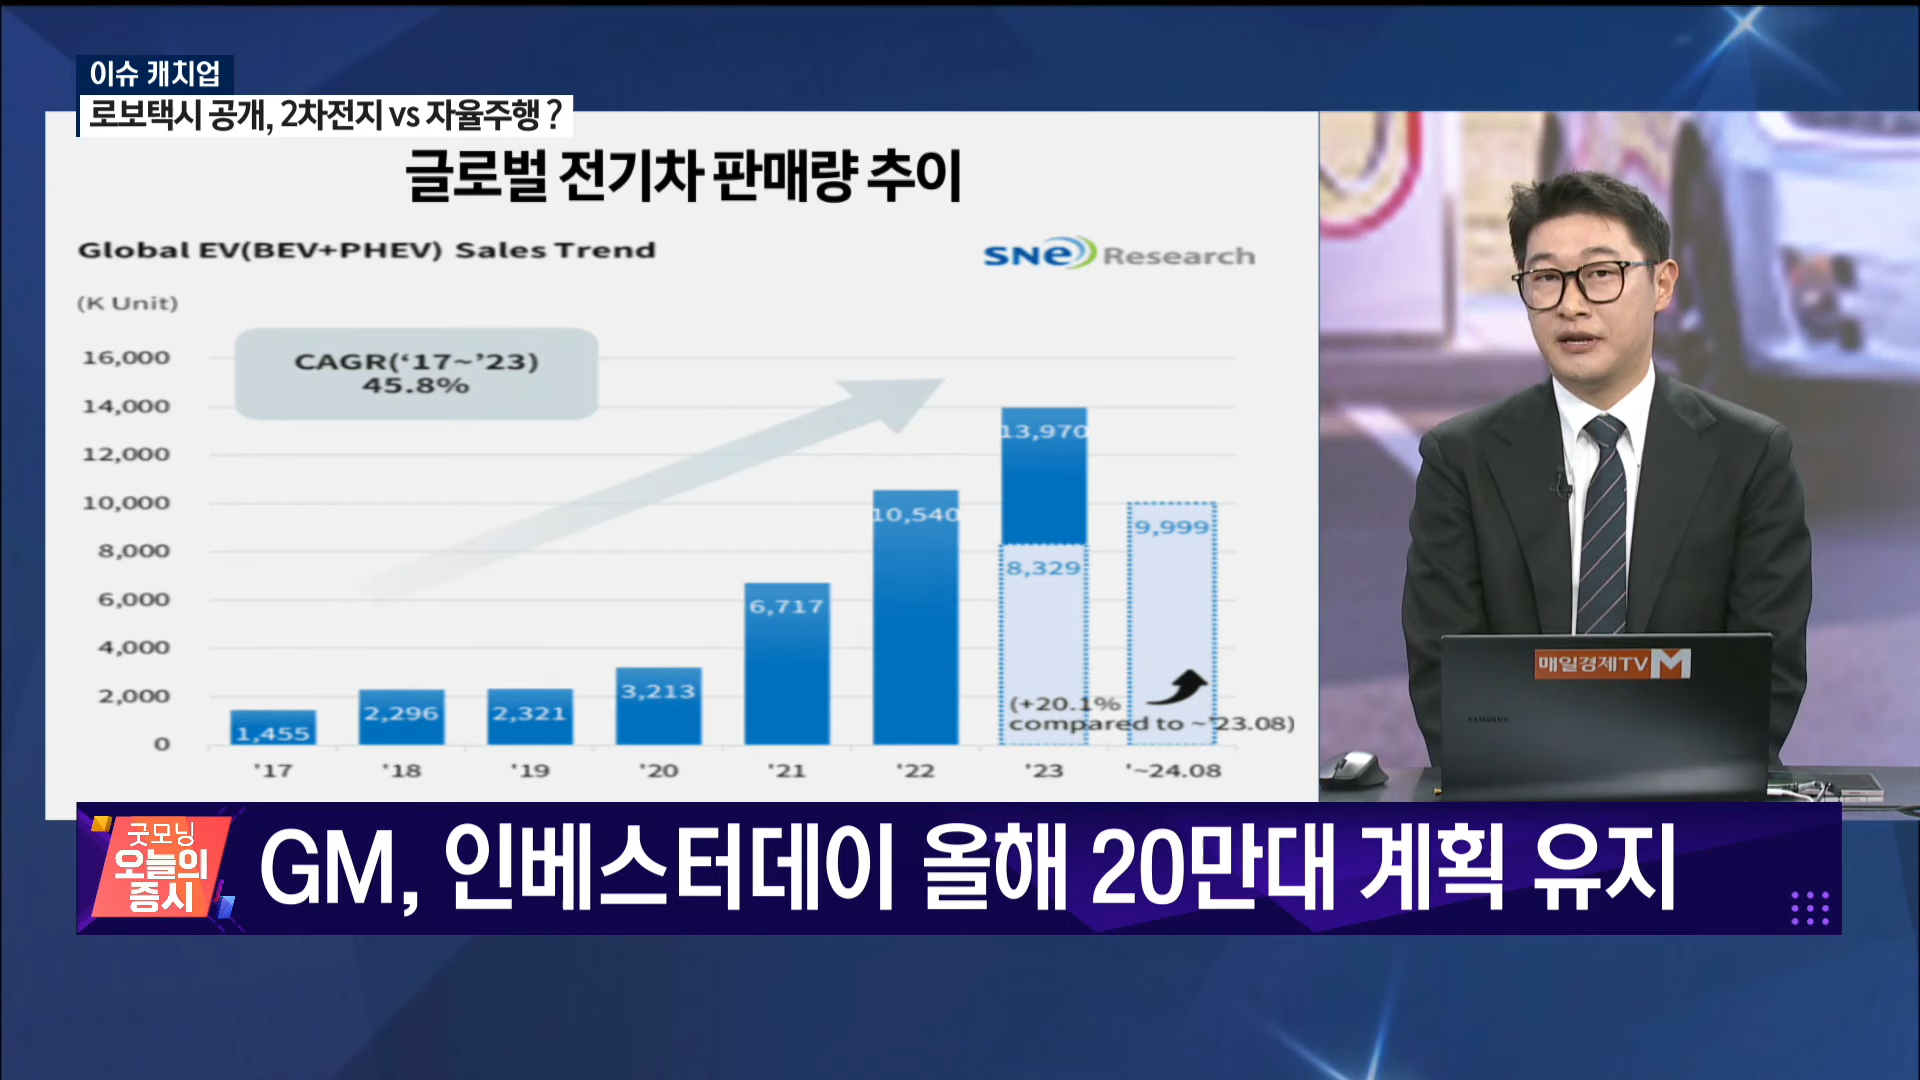 이슈 캐치업
로보택시 공개, 2차전지 vs 자율주행?
글로벌 전기차 판매량 추이
Global EV(BEV+PHEV) Sales Trend
SNe Research
(K Unit)
CAGR(‘17~’23)
45.8%
16,000
14,000
12,000
10,000
8,000
6,000
4,000
2,000
0
1,455
2,296
2,321
3,213
6,717
10,540
13,970
8,329
9,999
(+20.1%
compared to ~'23.08)
'17
'18
'19
'20
'21
'22
'23
'~24.08
매일경제TV M
SAMSUNG
굿모닝
오늘의
증시
GM, 인베스터데이 올해 20만대 계획 유지